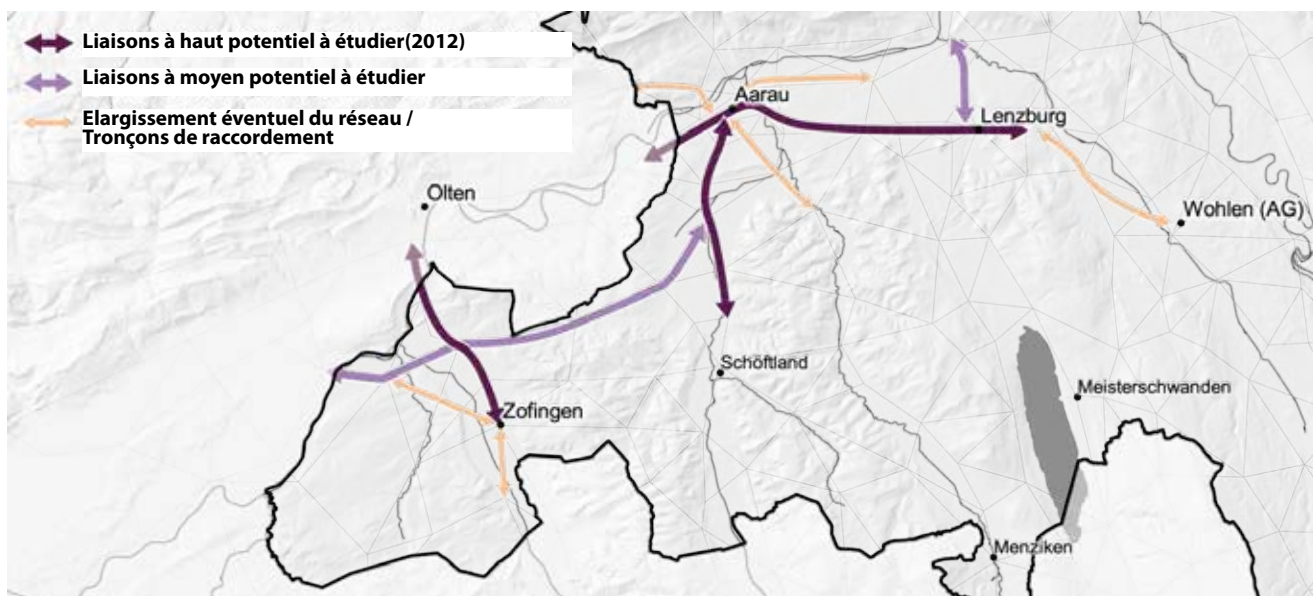 Liaisons à haut potentiel à étudier(2012)
Liaisons à moyen potentiel à étudier
Elargissement éventuel du réseau /
Tronçons de raccordement
Aarau
Lenzburg
Olten
Wohlen (AG)
Schöftland
Meisterschwanden
Zofingen
Menziken